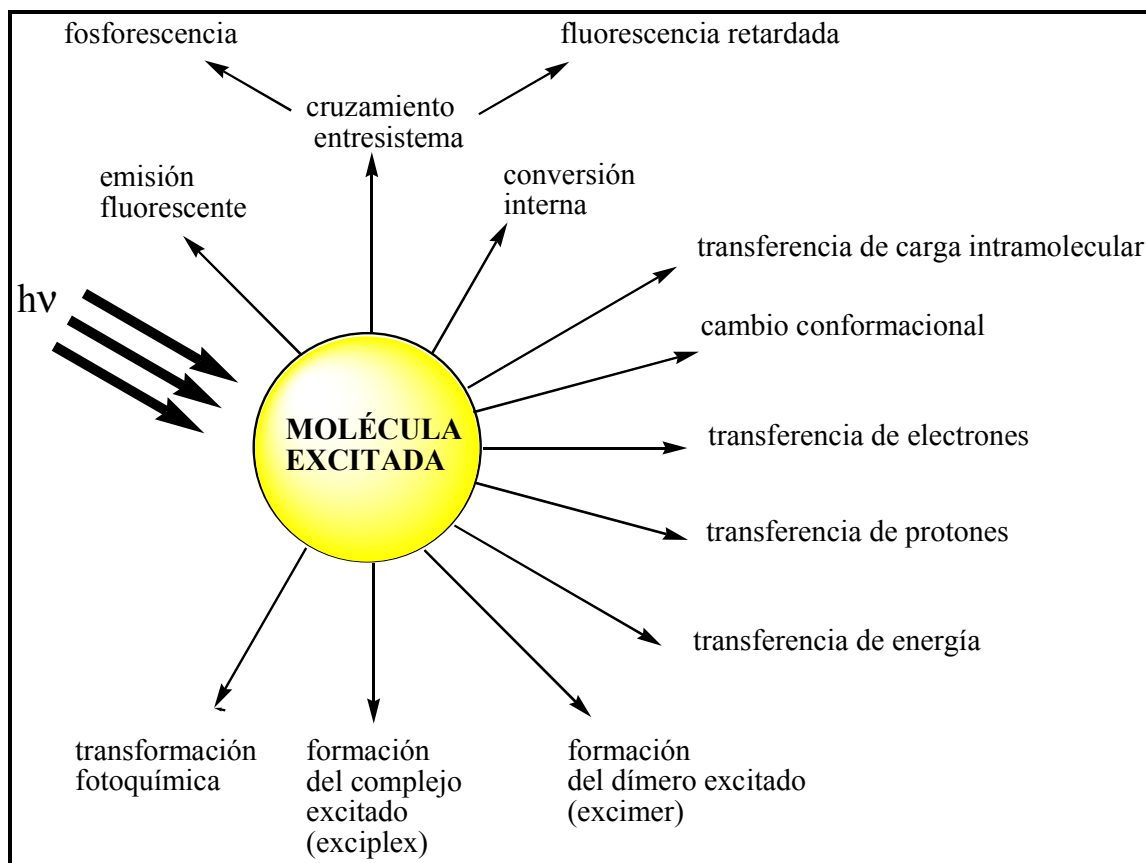 fosforescencia
fluorescencia retardada
cruzamiento
entresistema
emisión
fluorescente
conversión
interna
transferencia de carga intramolecular
hν
cambio conformacional
MOLÉCULA
EXCITADA
transferencia de electrones
transferencia de protones
transferencia de energía
transformación
fotoquímica
formación
del complejo
excitado
(exciplex)
formación
del dímero excitado
(excimer)